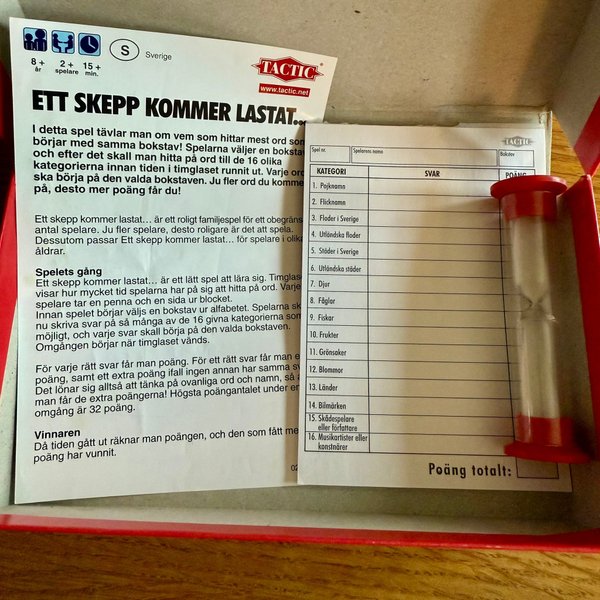 8 +
år
2 +
spelare
15 +
min.
S
Sverige
TACTIC
www.tactic.net
ETT SKEPP KOMMER LASTAT...
I detta spel tävlar man om vem som hittar mest ord som
börjar med samma bokstav! Spelarna väljer en bokstav
och efter det skall man hitta på ord till de 16 olika
kategorierna innan tiden i timglaset runnit ut. Varje ord
ska börja på den valda bokstaven. Ju fler ord du kommer
på, desto mer poäng får du!
Ett skepp kommer lastat... är ett roligt familjespel för ett obegräns
antal spelare. Ju fler spelare, desto roligare är det att spela.
Dessutom passar Ett skepp kommer lastat... för spelare i olika
åldrar.
Spelets gång
Ett skepp kommer lastat... är ett lätt spel att lära sig. Timglase
visar hur mycket tid spelarna har på sig att hitta på ord. Varje
spelare tar en penna och en sida ur blocket.
Innan spelet börjar väljs en bokstav ur alfabetet. Spelarna sk
nu skriva svar på så många av de 16 givna kategorierna som
möjligt, och varje svar skall börja på den valda bokstaven.
Omgången börjar när timglaset vänds.
För varje rätt svar får man poäng. För ett rätt svar får man e
poäng, samt ett extra poäng ifall ingen annan har samma sv
Det lönar sig alltså att tänka på ovanliga ord och namn, så a
man får de extra poängerna! Högsta poängantalet under en
omgång är 32 poäng.
Vinnaren
Då tiden gått ut räknar man poängen, och den som fått me
poäng har vunnit.
02
TACTIC
Spel nr.
Spelarens namn
Bokstav
KATEGORI
SVAR
POÄNG
1. Pojknamn
2. Flicknamn
3. Floder i Sverige
4. Utländska floder
5. Städer i Sverige
6. Utländska städer
7. Djur
8. Fåglar
9. Fiskar
10. Frukter
11. Grönsaker
12. Blommor
13. Länder
14. Bilmärken
15. Skådespelare
eller författare
16. Musikartister eller
konstnärer
Poäng totalt: